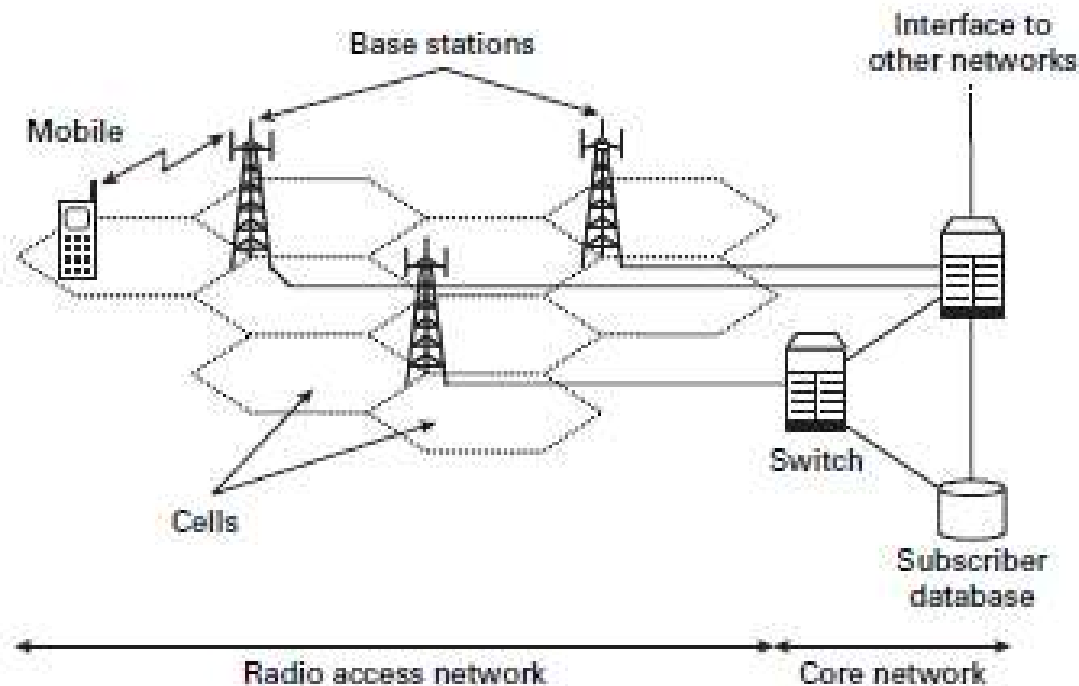 Interface to
other networks
Base stations
Mobile
Switch
Cells
Subscriber
database
Radio access network
Core network